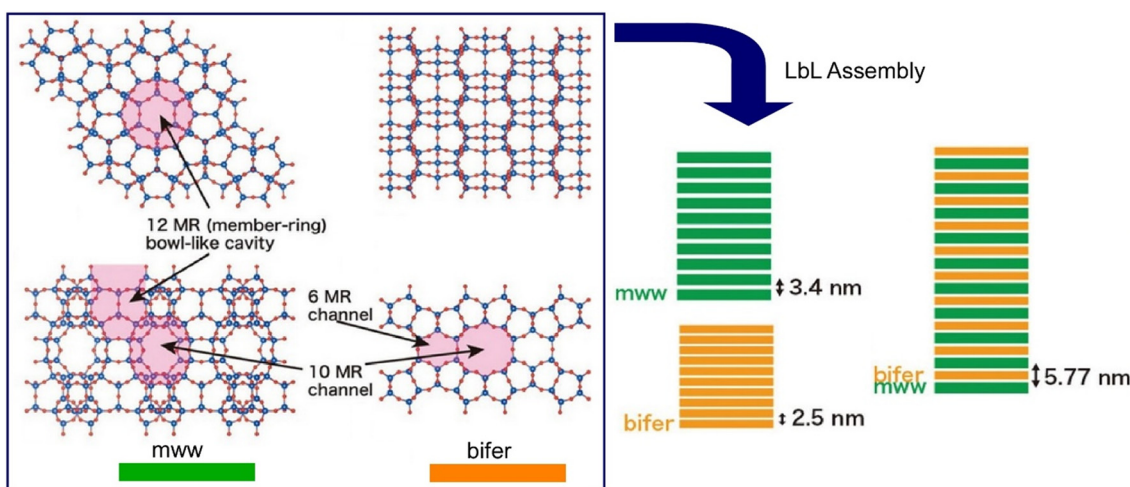 LbL Assembly
12 MR (member-ring)
bowl-like cavity
6 MR
channel
10 MR
channel
mww
bifer
mww
3.4 nm
bifer
2.5 nm
bifer
mww
5.77 nm